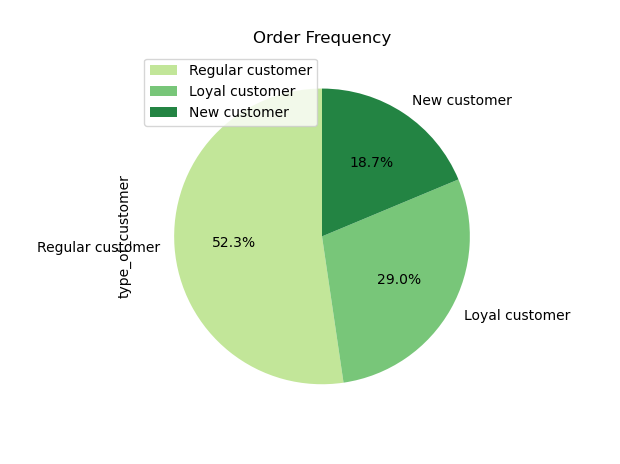 Order Frequency
Regular customer
Loyal customer
New customer
New customer
18.7%
52.3%
Regular customer
type_of_customer
29.0%
Loyal customer